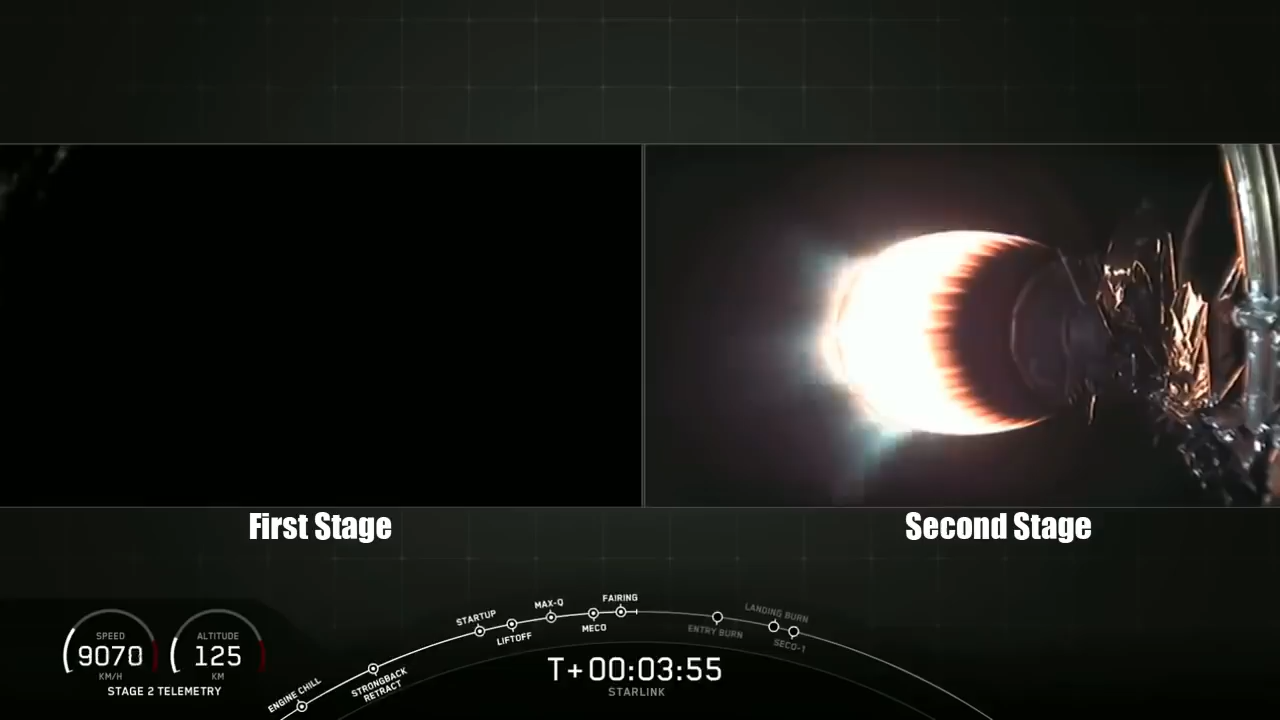 First Stage
Second Stage
SPEED
9070
KM/H
ALTITUDE
125
KM
STAGE 2 TELEMETRY
ENGINE CHILL
STRONGBACK
RETRACT
STARTUP
LIFTOFF
MAX-Q
MECO
FAIRING
ENTRY BURN
LANDING BURN
SECO-1
T+00:03:55
STARLINK